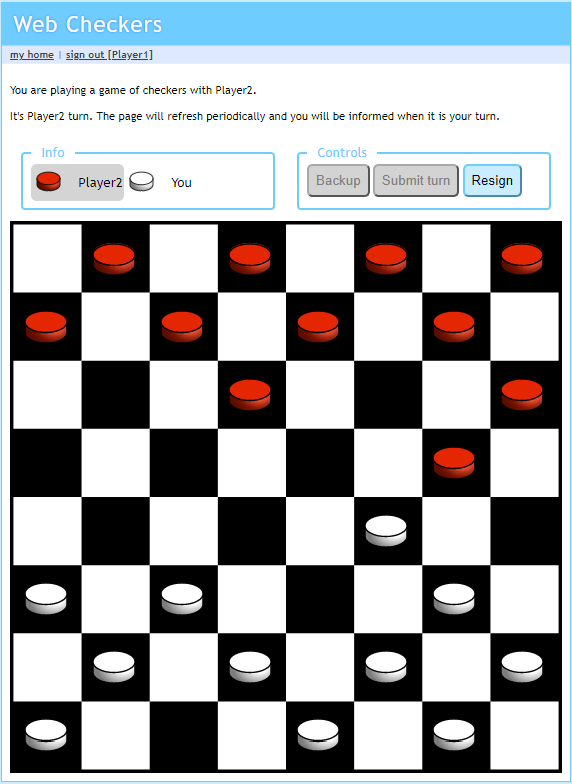 Web Checkers
my home | sign out [Player1]
You are playing a game of checkers with Player2.
It's Player2 turn. The page will refresh periodically and you will be informed when it is your turn.
Info
Player2 You
Controls
Backup Submit turn Resign